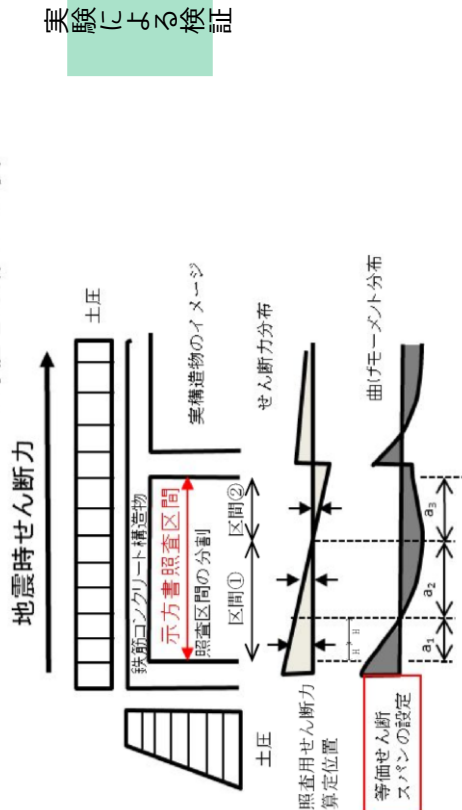 実験による検証
地震時せん断力
土圧
鉄筋コンクリート構造物
示方書照査区間
照査区間の分割
実構造物のイメージ
区間①
区間②
土圧
せん断力分布
照査用せん断力
算定位置
H
H
曲げモーメント分布
等価せん断
スパンの設定
a₁
a₂
a₃